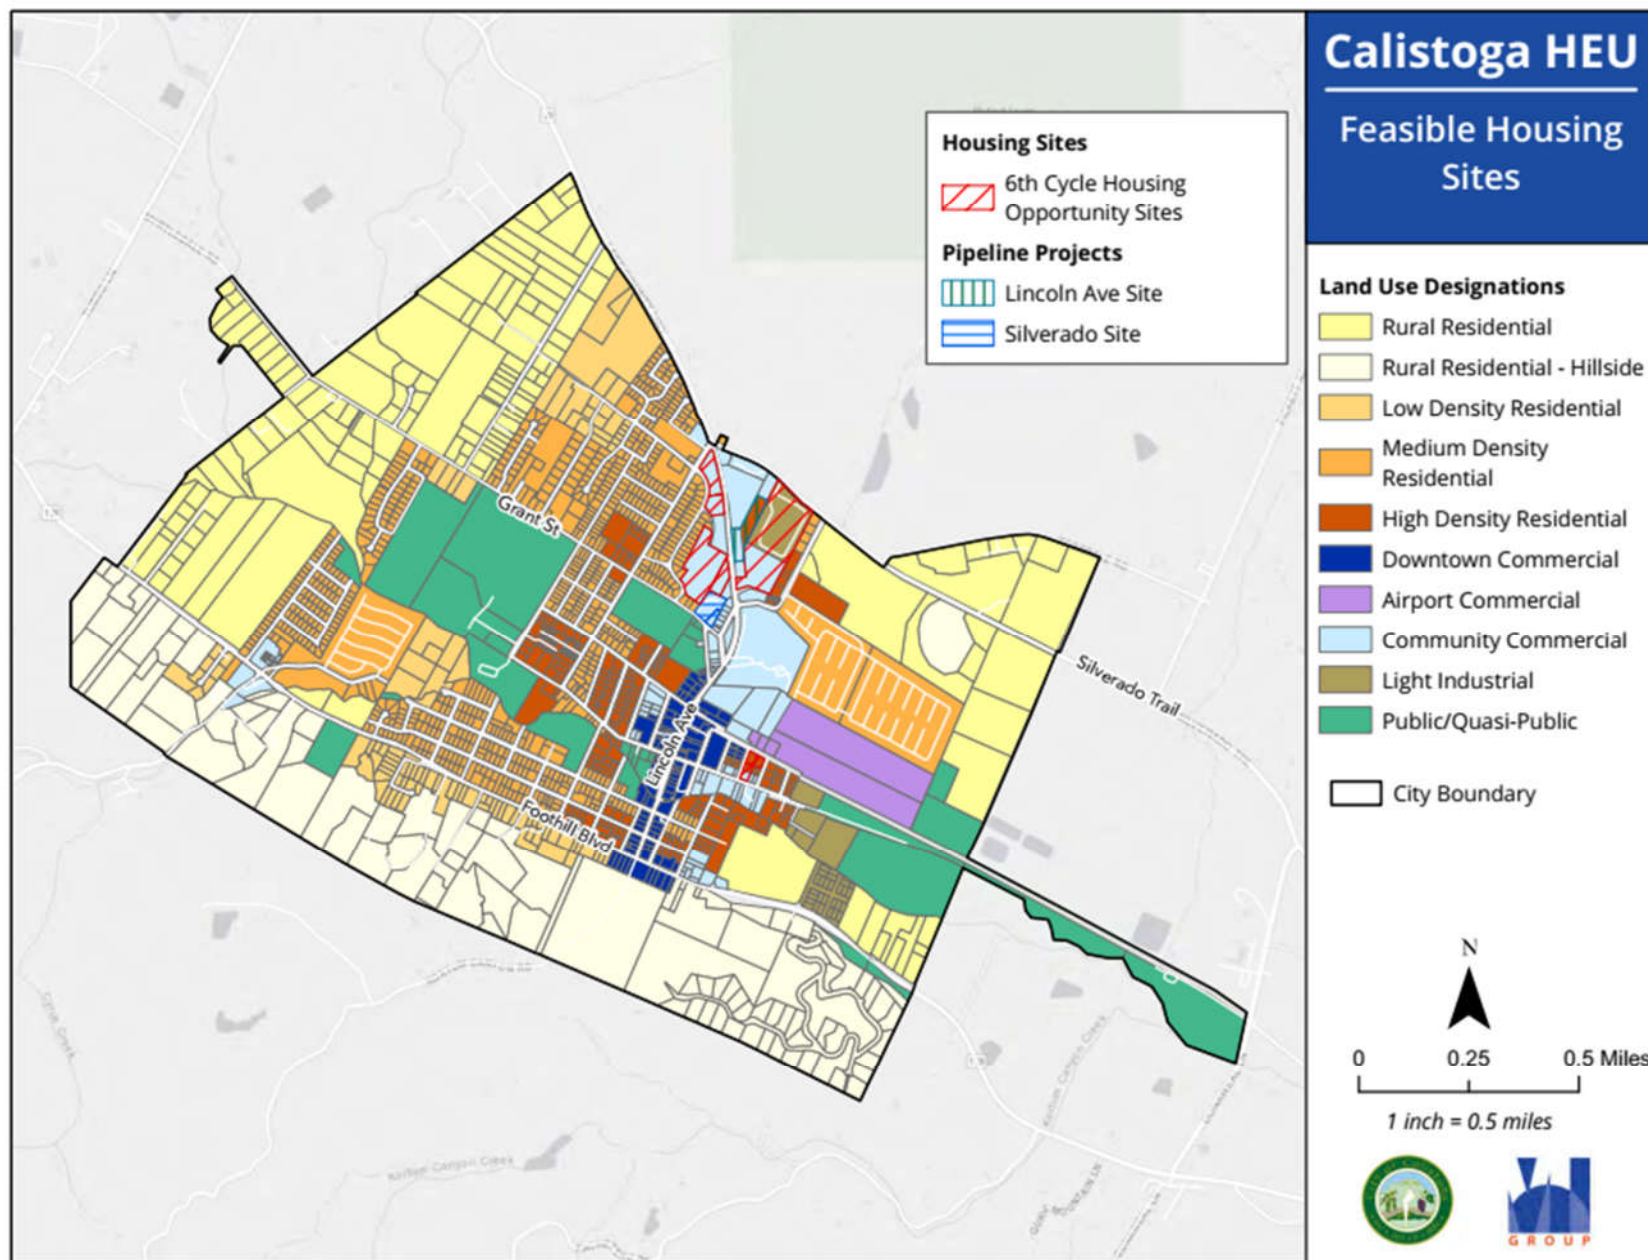 Calistoga HEU
Feasible Housing
Sites
Housing Sites
6th Cycle Housing
Opportunity Sites
Pipeline Projects
Lincoln Ave Site
Silverado Site
Land Use Designations
Rural Residential
Rural Residential - Hillside
Low Density Residential
Medium Density
Residential
High Density Residential
Downtown Commercial
Airport Commercial
Community Commercial
Light Industrial
Public/Quasi-Public
City Boundary
Grant St
Silverado Trail
Lincoln Ave
Foothill Blvd
Cyrus Creek
N
0 0.25 0.5 Miles
1 inch = 0.5 miles
GROUP